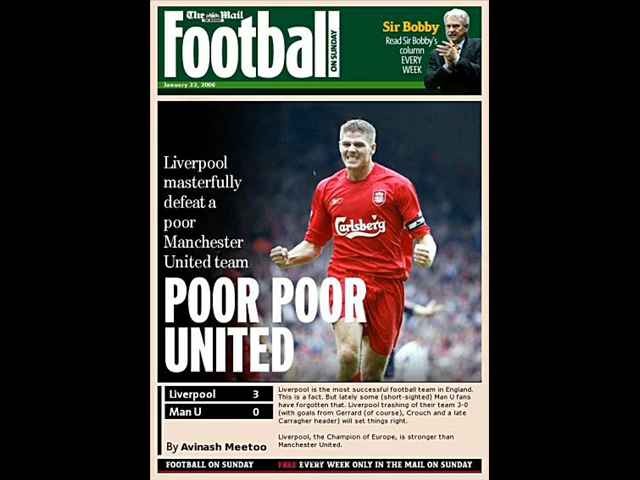 The Mail
Football
ON SUNDAY
January 22, 2006
Sir Bobby
Read Sir Bobby's
column
EVERY
WEEK
Liverpool
masterfully
defeat a
poor
Manchester
United team
Carlsberg
POOR POOR
UNITED
Liverpool 3
Man U 0
By Avinash Meetoo
Liverpool is the most successful football team in England.
This is a fact. But lately some (short-sighted) Man U fans
have forgotten that. Liverpool trashing of their team 3-0
(with goals from Gerrard (of course), Crouch and a late
Carragher header) will set things right.
Liverpool, the Champion of Europe, is stronger than
Manchester United.
FOOTBALL ON SUNDAY
FREE EVERY WEEK ONLY IN THE MAIL ON SUNDAY